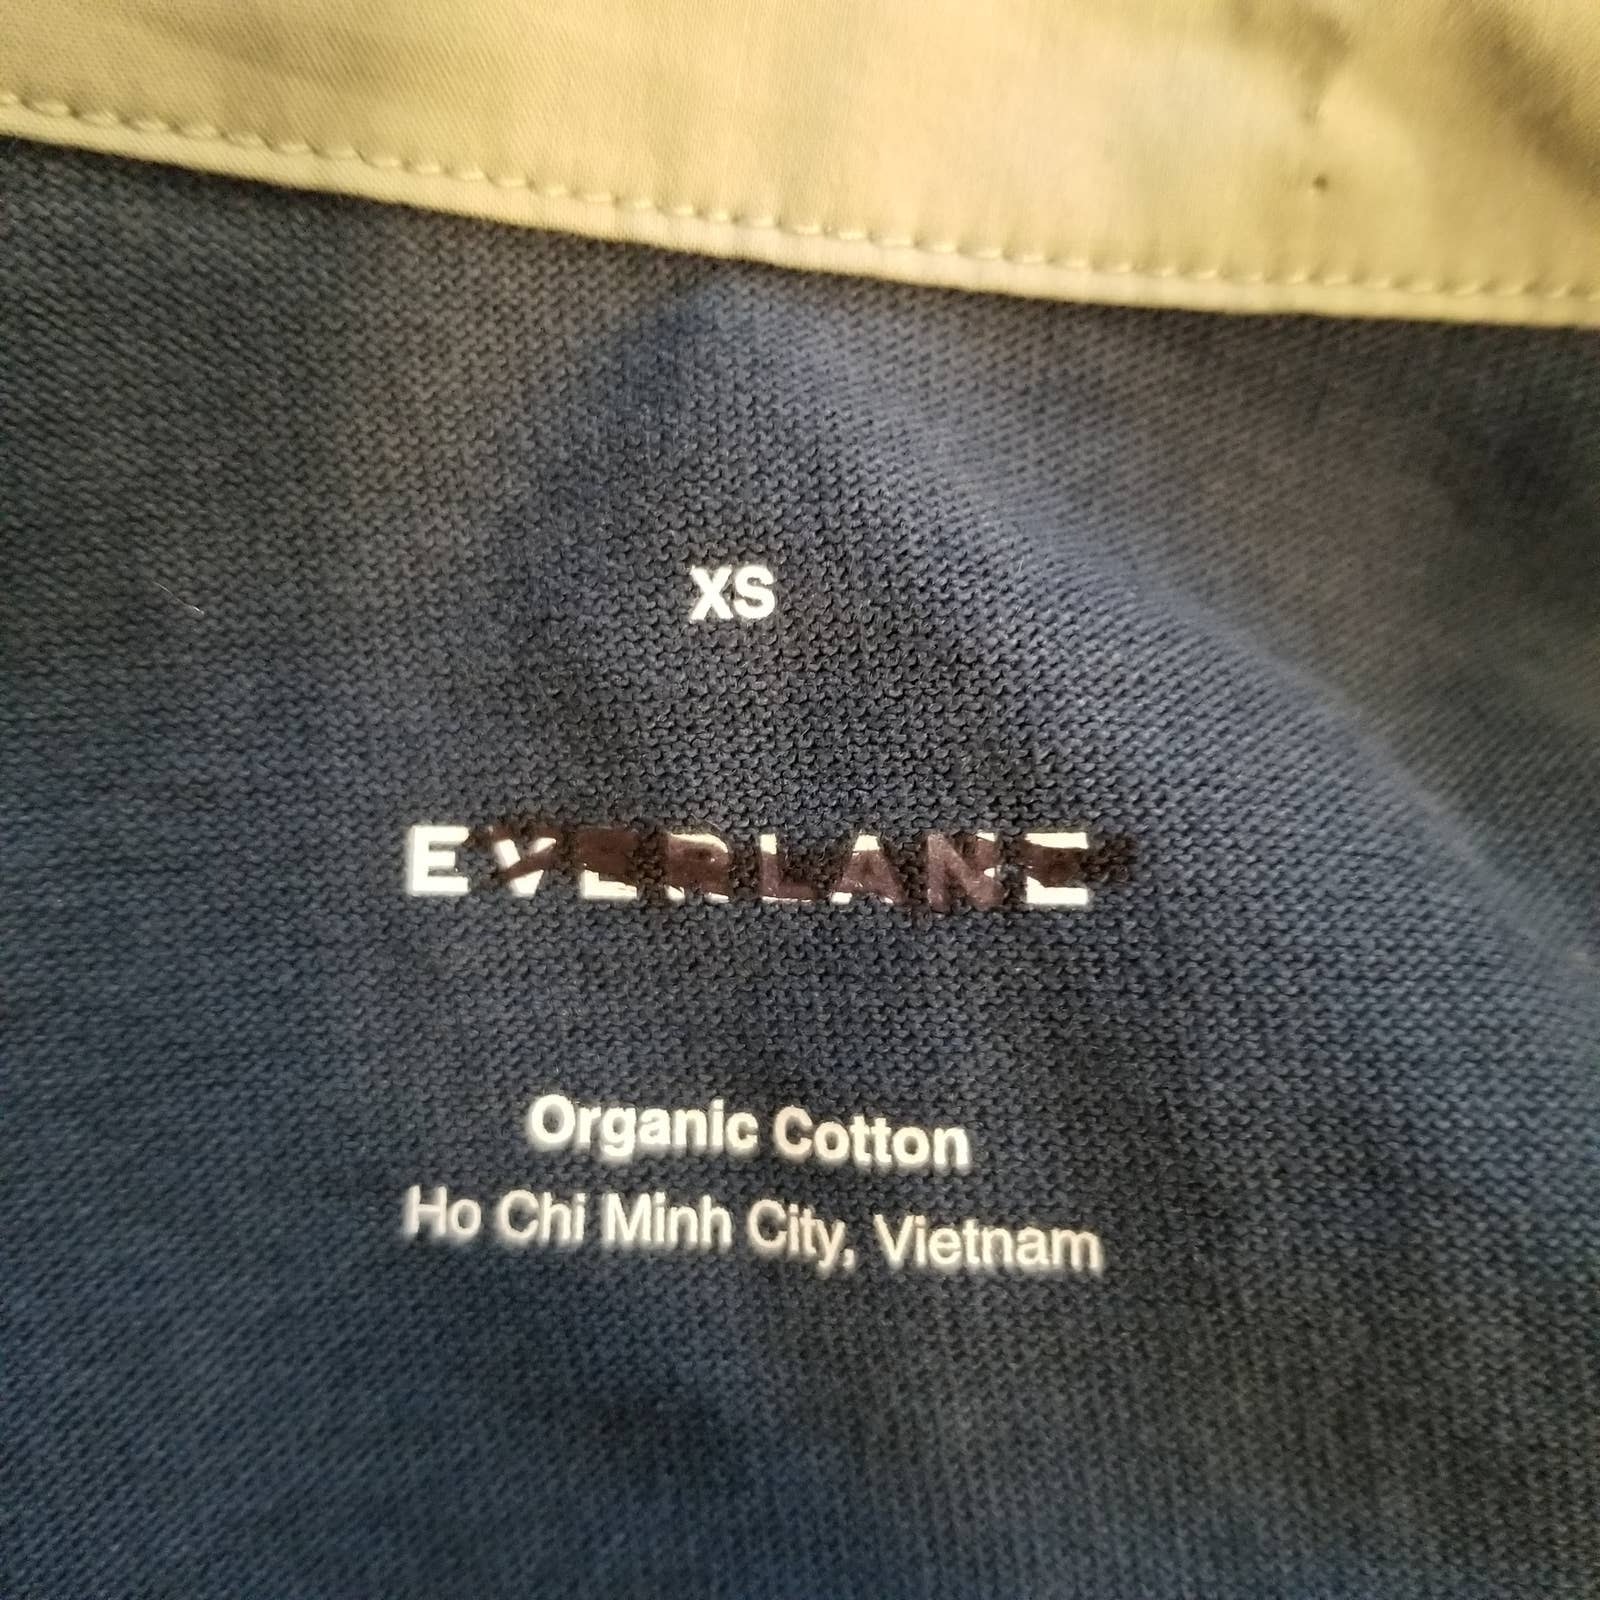 XS
EVERLANE
Organic Cotton
Ho Chi Minh City, Vietnam